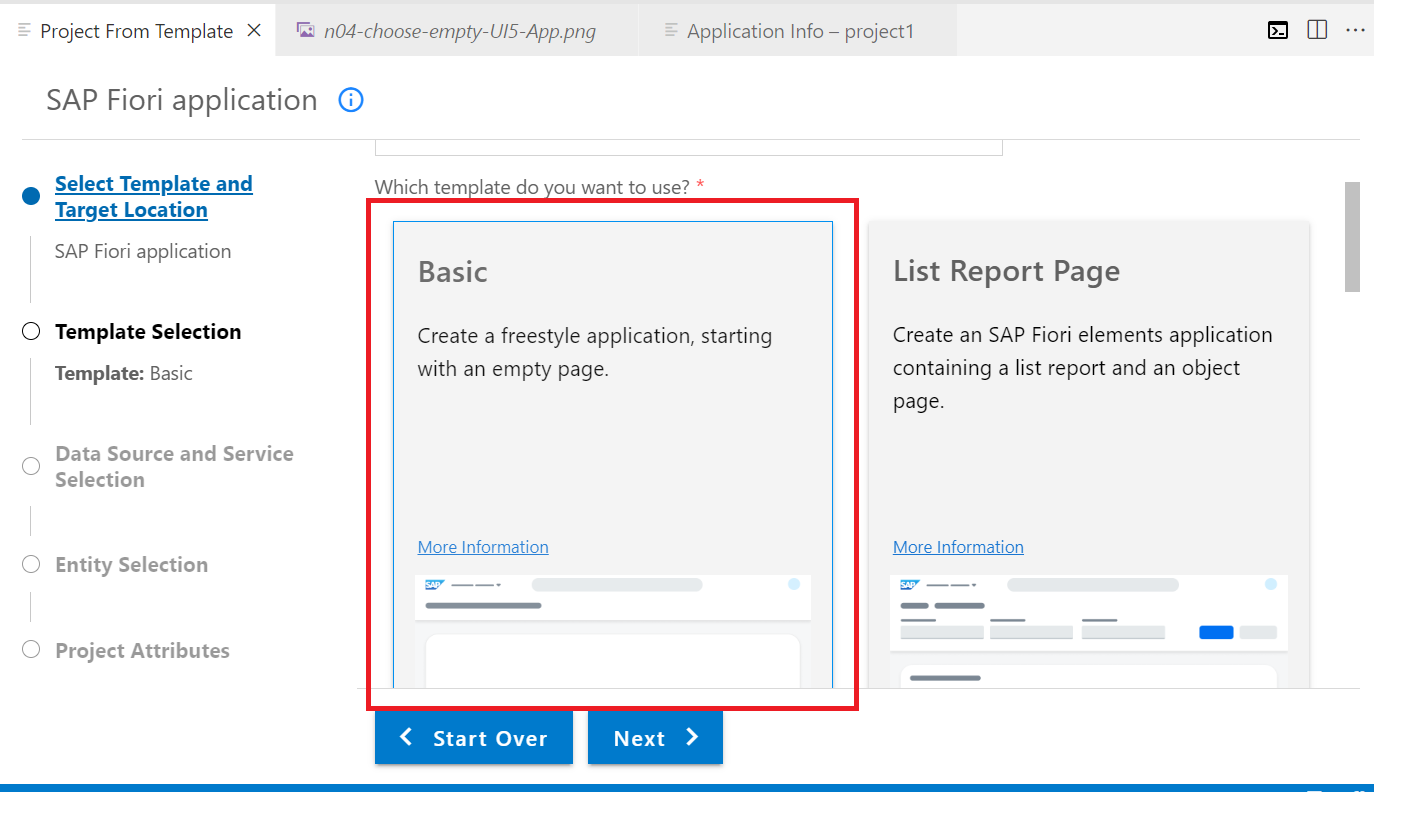 Project From Template
n04-choose-empty-UI5-App.png
Application Info – project1
SAP Fiori application
Select Template and
Target Location
SAP Fiori application
Template Selection
Template: Basic
Data Source and Service
Selection
Entity Selection
Project Attributes
Which template do you want to use? *
Basic
Create a freestyle application, starting
with an empty page.
More Information
SAP
List Report Page
Create an SAP Fiori elements application
containing a list report and an object
page.
More Information
SAP
Start Over
Next